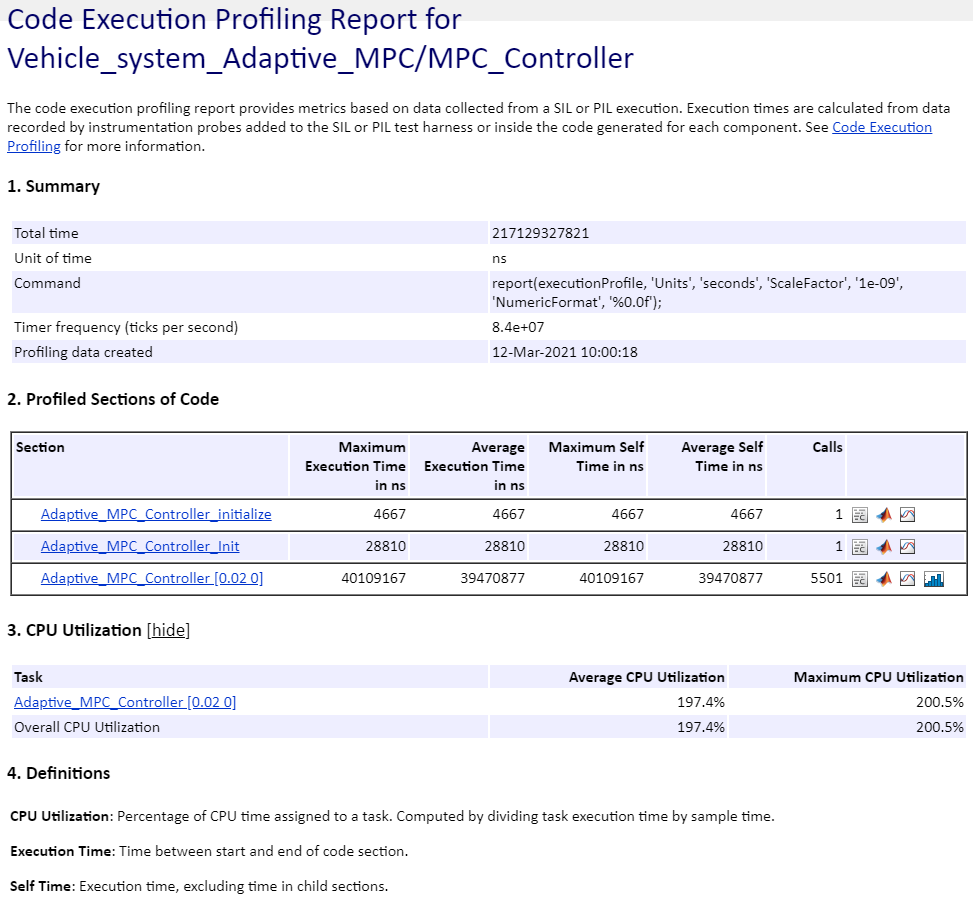 Code Execution Profiling Report for
Vehicle_system_Adaptive_MPC/MPC_Controller
The code execution profiling report provides metrics based on data collected from a SIL or PIL execution. Execution times are calculated from data
recorded by instrumentation probes added to the SIL or PIL test harness or inside the code generated for each component. See Code Execution
Profiling for more information.
1. Summary
Total time 217129327821
Unit of time ns
Command report(executionProfile, 'Units', 'seconds', 'ScaleFactor', '1e-09',
'NumericFormat', '%0.0f');
Timer frequency (ticks per second) 8.4e+07
Profiling data created 12-Mar-2021 10:00:18
2. Profiled Sections of Code
Section Maximum Average Maximum Self Average Self Calls
Execution Time Execution Time Time in ns Time in ns
in ns in ns
Adaptive_MPC_Controller_initialize 4667 4667 4667 4667 1
Adaptive_MPC_Controller_Init 28810 28810 28810 28810 1
Adaptive_MPC_Controller [0.02 0] 40109167 39470877 40109167 39470877 5501
3. CPU Utilization [hide]
Task Average CPU Utilization Maximum CPU Utilization
Adaptive_MPC_Controller [0.02 0] 197.4% 200.5%
Overall CPU Utilization 197.4% 200.5%
4. Definitions
CPU Utilization: Percentage of CPU time assigned to a task. Computed by dividing task execution time by sample time.
Execution Time: Time between start and end of code section.
Self Time: Execution time, excluding time in child sections.